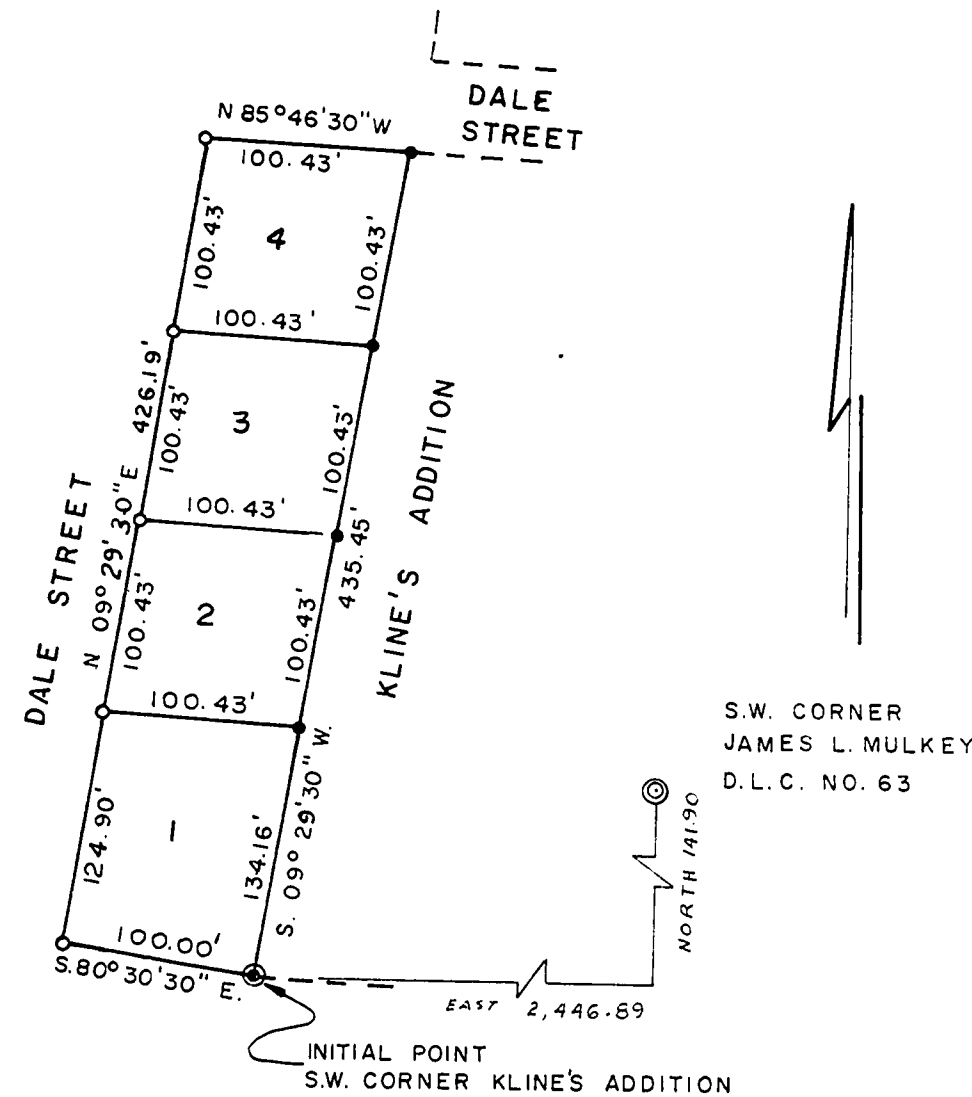 DALE
STREET
N 85°46'30"W
100.43'
100.43'
4
100.43'
100.43'
426.19'
100.43'
3
100.43'
KLINE'S ADDITION
100.43'
435.45'
DALE STREET
N 09° 29' 30" E
100.43'
2
100.43'
100.43'
S.W. CORNER
JAMES L. MULKEY
D.L.C. NO. 63
124.90'
1
134.16'
S. 09° 29' 30" W.
NORTH 141.90
100.00'
S. 80° 30' 30" E.
EAST 2,446.89
INITIAL POINT
S.W. CORNER KLINE'S ADDITION